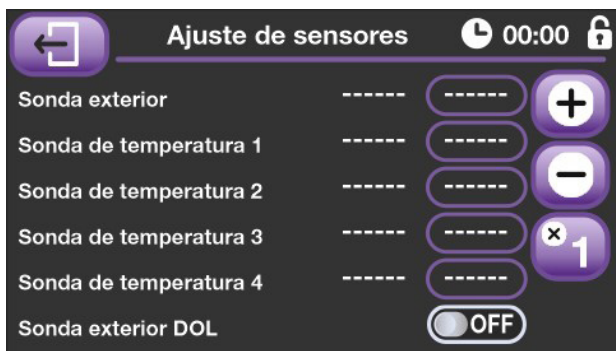 Ajuste de sensores 00:00
Sonda exterior ------ ------
Sonda de temperatura 1 ------ ------
Sonda de temperatura 2 ------ ------
Sonda de temperatura 3 ------ ------
Sonda de temperatura 4 ------ ------
Sonda exterior DOL OFF
+
−
×1